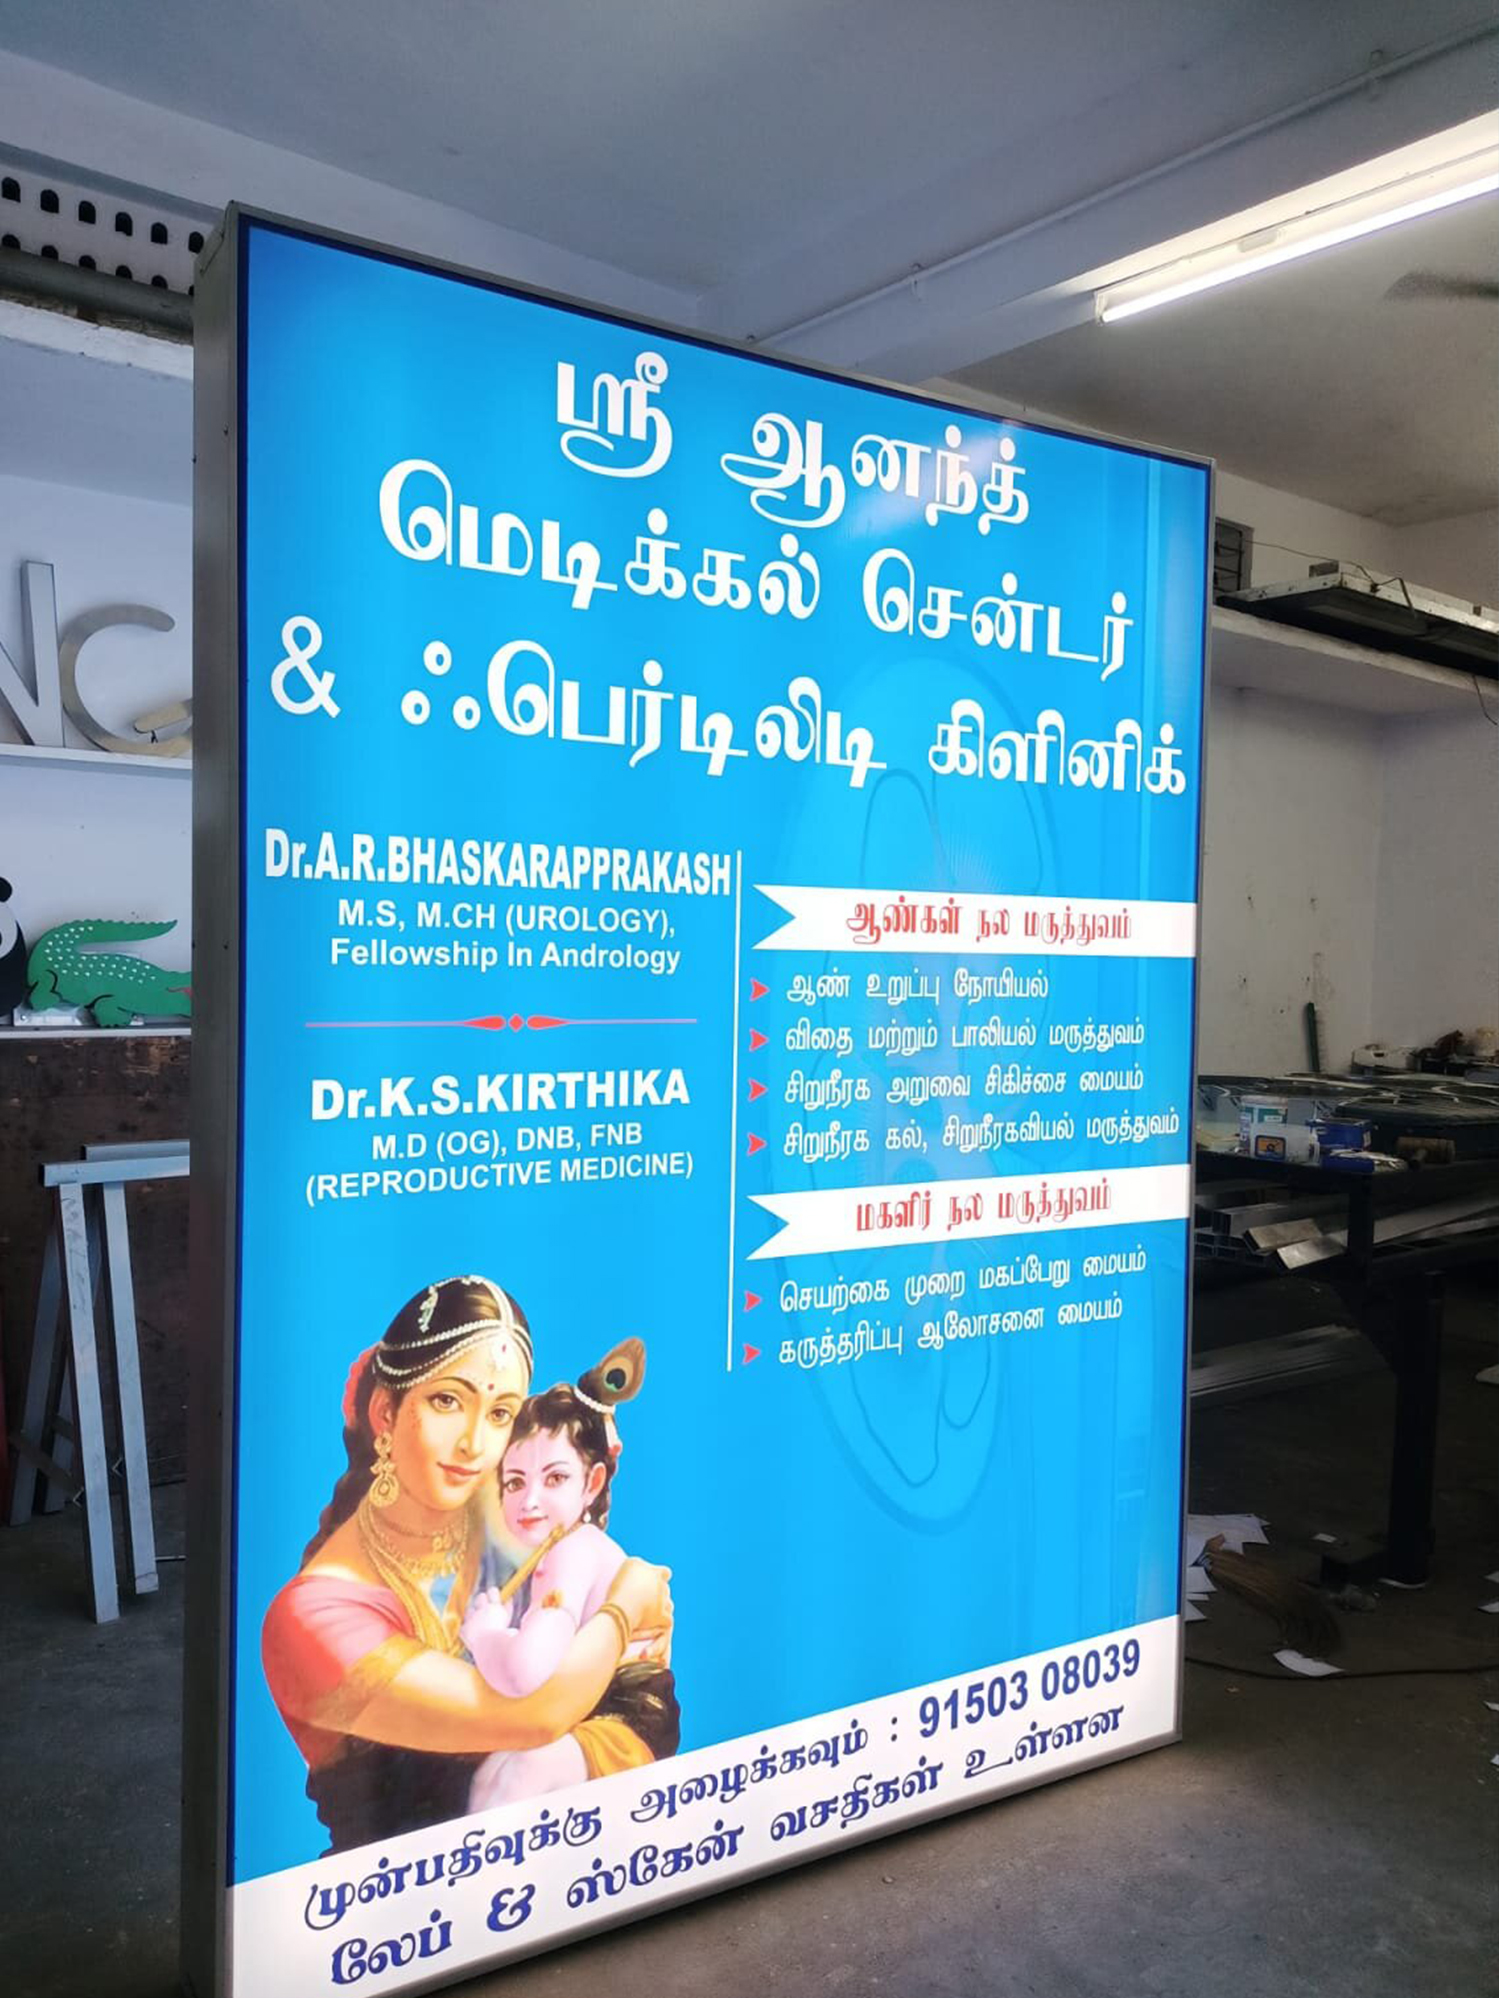 ஸ்ரீ ஆனந்த்
மெடிக்கல் சென்டர்
& ஃபெர்டிலிடி கிளினிக்
Dr.A.R.BHASKARAPPRAKASH
M.S, M.CH (UROLOGY),
Fellowship In Andrology
Dr.K.S.KIRTHIKA
M.D (OG), DNB, FNB
(REPRODUCTIVE MEDICINE)
ஆண்கள் நல மருத்துவம்
ஆண் உறுப்பு நோயியல்
விதை மற்றும் பாலியல் மருத்துவம்
சிறுநீரக அறுவை சிகிச்சை மையம்
சிறுநீரக கல், சிறுநீரகவியல் மருத்துவம்
மகளிர் நல மருத்துவம்
செயற்கை முறை மகப்பேறு மையம்
கருத்தரிப்பு ஆலோசனை மையம்
முன்பதிவுக்கு அழைக்கவும் : 91503 08039
லேப் & ஸ்கேன் வசதிகள் உள்ளன
NG
S